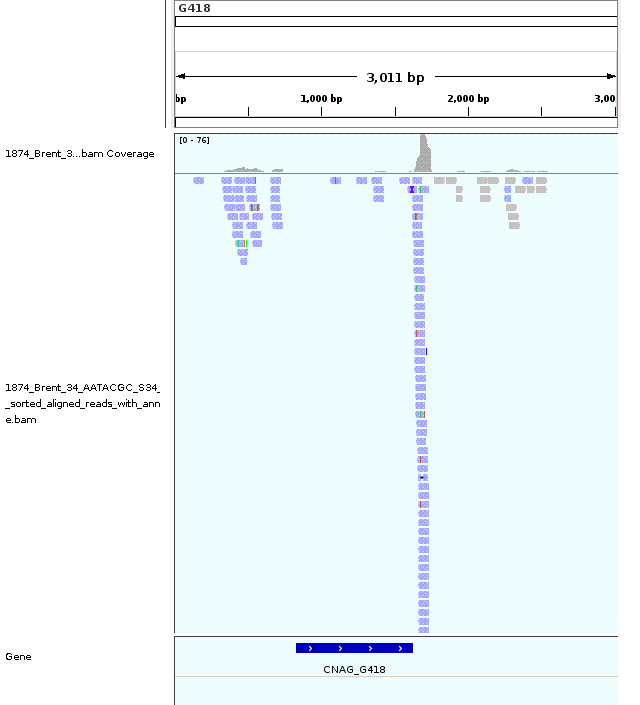 G418
3,011 bp
bp
1,000 bp
2,000 bp
3,00
[0 - 76]
1874_Brent_3...bam Coverage
1874_Brent_34_AATACGC_S34_
_sorted_aligned_reads_with_ann
e.bam
Gene
CNAG_G418